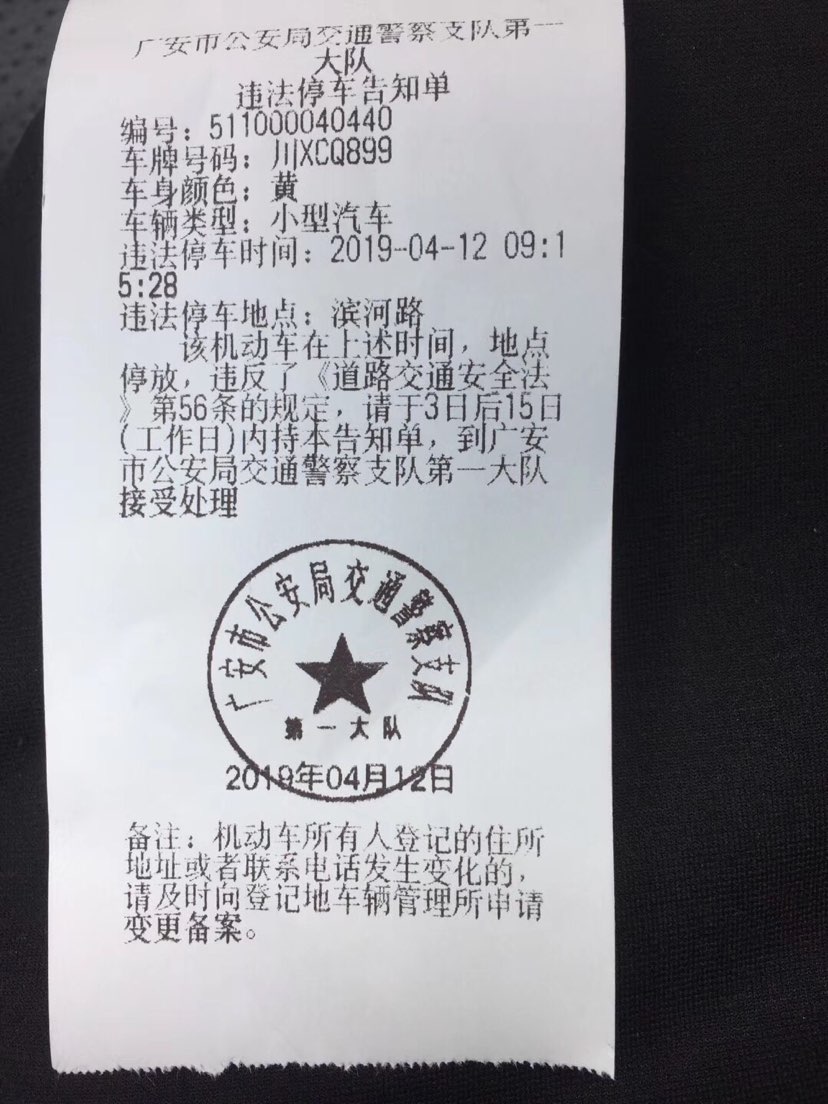 广安市公安局交通警察支队第一
大队
违法停车告知单
编号：511000040440
车牌号码：川XCQ899
车身颜色：黄
车辆类型：小型汽车
违法停车时间：2019-04-12 09:1
5:28
违法停车地点：滨河路
该机动车在上述时间，地点
停放，违反了《道路交通安全法
》第56条的规定，请于3日后15日
(工作日)内持本告知单，到广安
市公安局交通警察支队第一大队
接受处理
广安市公安局交通警察支队
第一大队
2019年04月12日
备注：机动车所有人登记的住所
地址或者联系电话发生变化的，
请及时向登记地车辆管理所申请
变更备案。